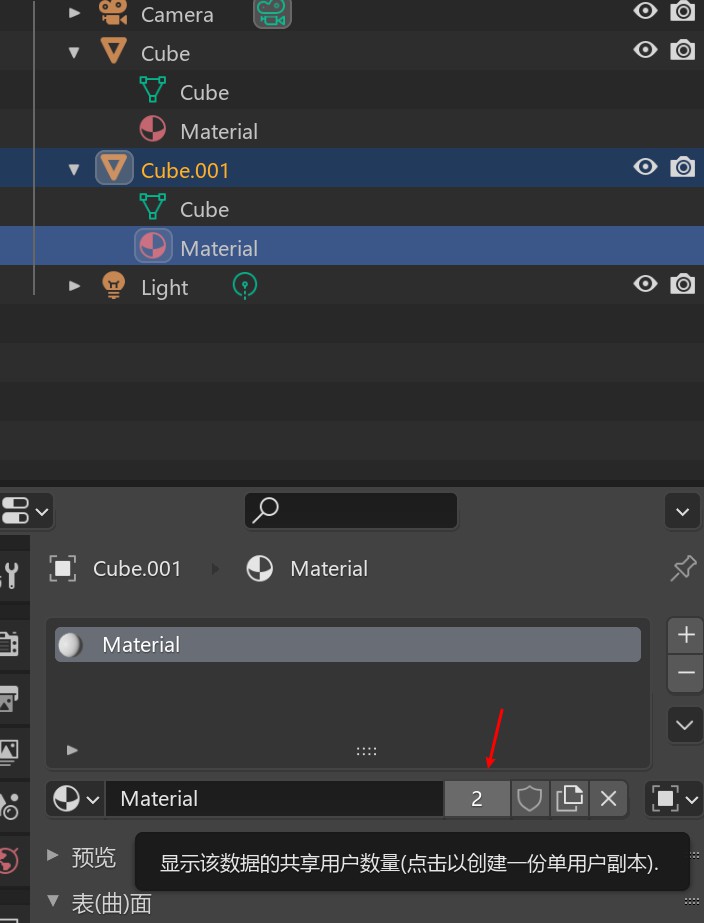 Camera
Cube
Cube
Material
Cube.001
Cube
Material
Light
Cube.001 Material
Material
Material 2
预览
显示该数据的共享用户数量(点击以创建一份单用户副本).
表(曲)面